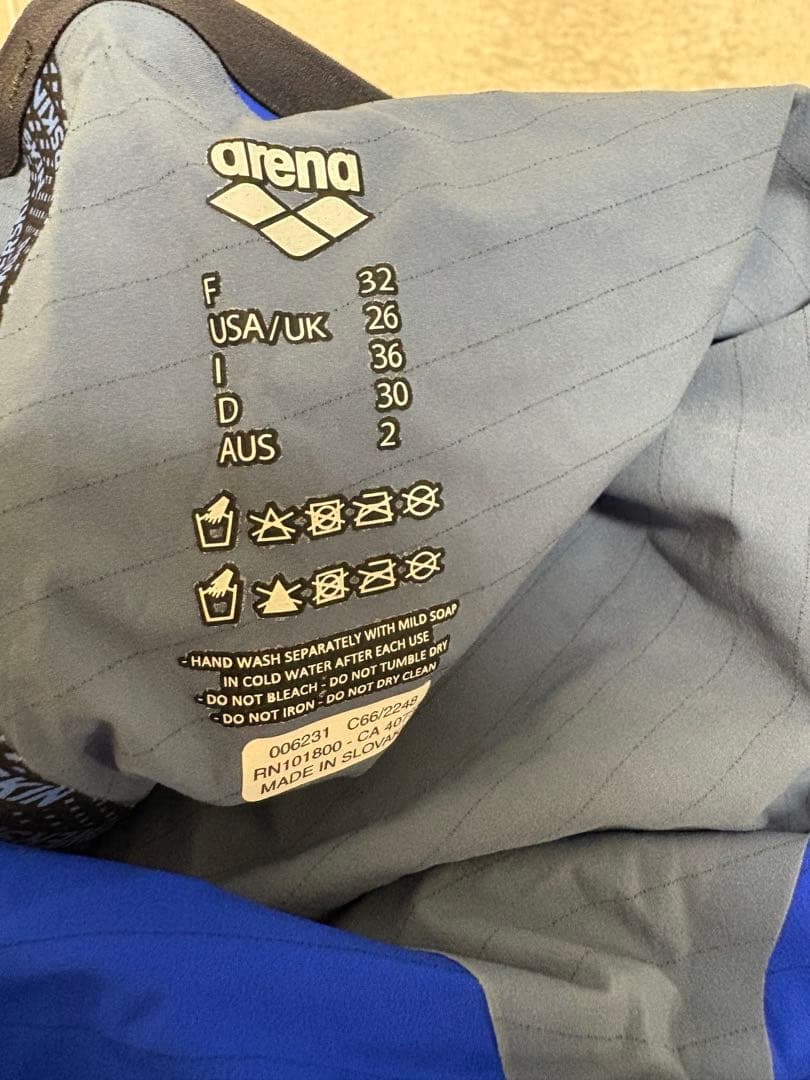 arena
F 32
USA/UK 26
I 36
D 30
AUS 2
- HAND WASH SEPARATELY WITH MILD SOAP
IN COLD WATER AFTER EACH USE
- DO NOT BLEACH - DO NOT TUMBLE DRY
- DO NOT IRON - DO NOT DRY CLEAN
006231 C66/2248
RN101800 - CA 407
MADE IN
SKIN